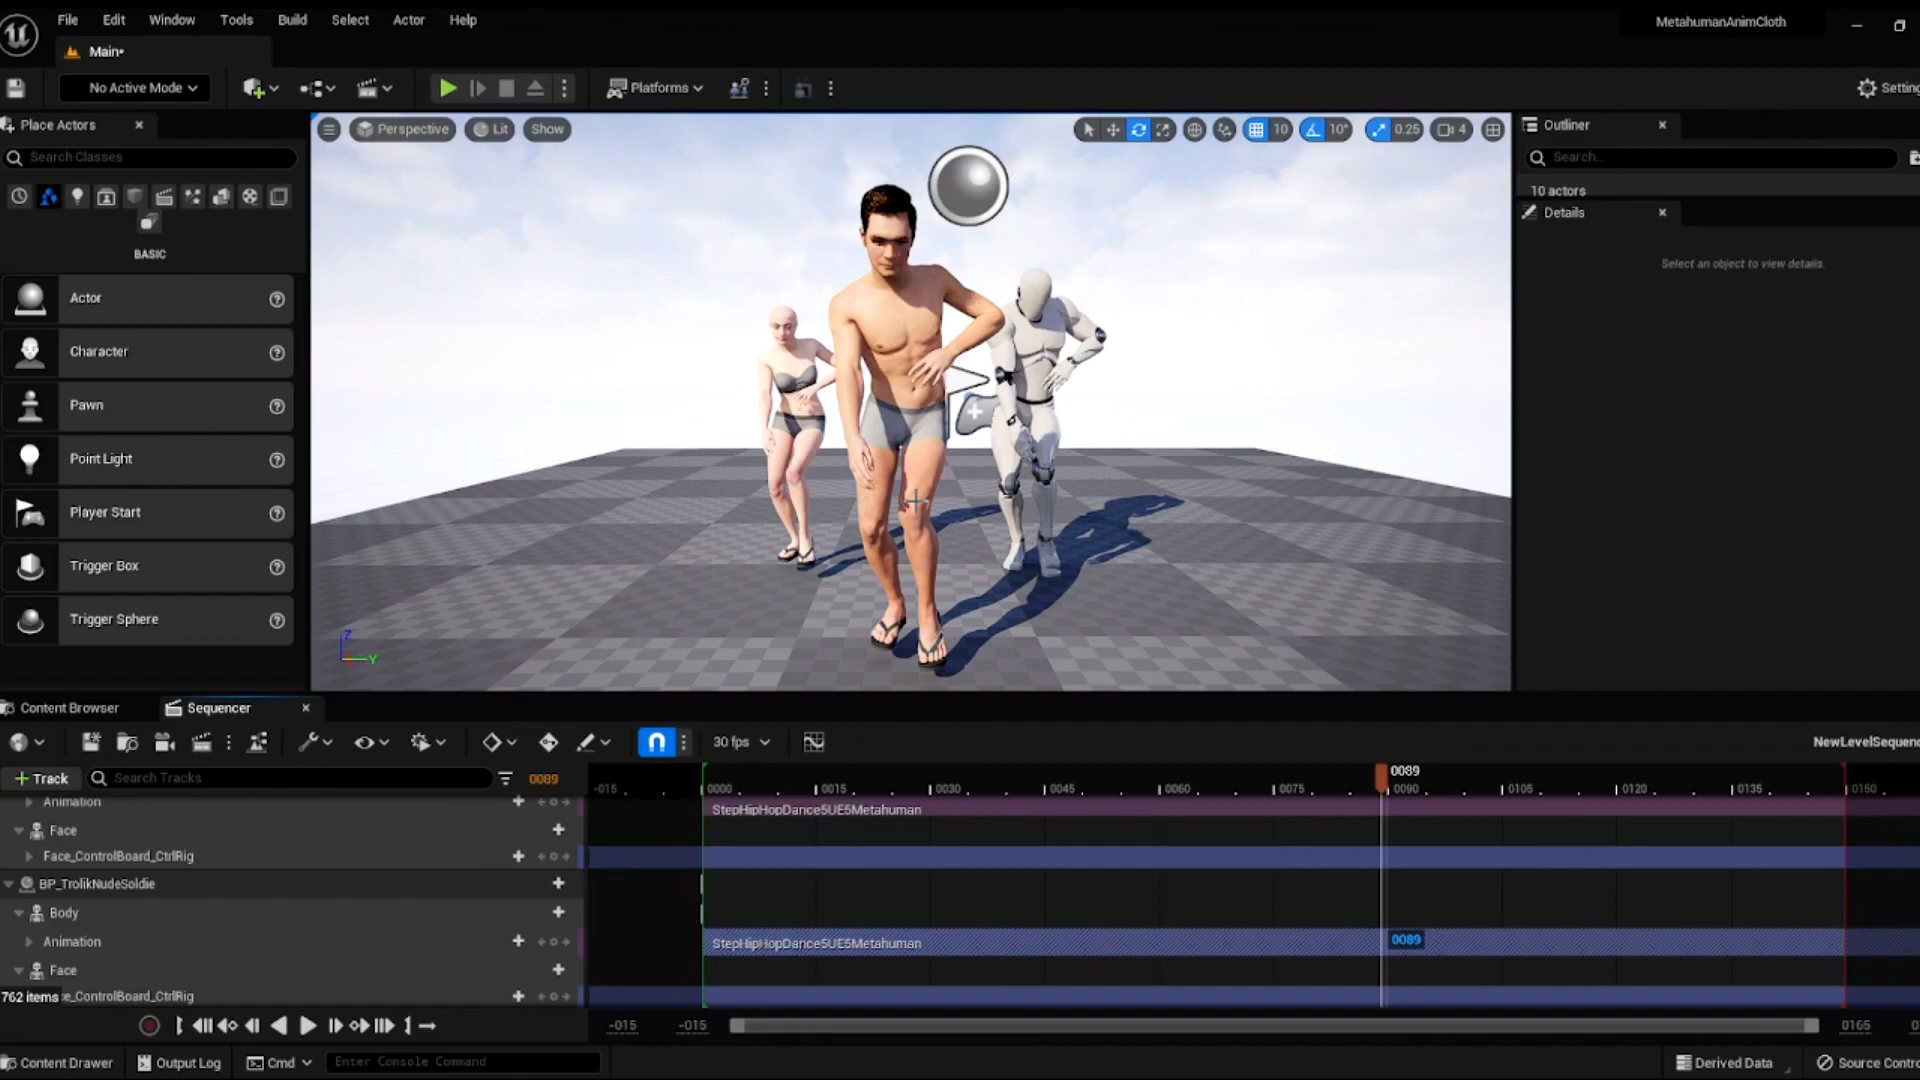 File Edit Window Tools Build Select Actor Help
MetahumanAnimCloth
Main•
No Active Mode
Platforms
Setting
Place Actors
Perspective
Lit
Show
10
10°
0.25
4
Outliner
Search Classes
Search...
10 actors
Details
Select an object to view details.
BASIC
Actor
Character
Pawn
Point Light
Player Start
Trigger Box
Trigger Sphere
Z
Y
Content Browser
Sequencer
30 fps
NewLevelSequenc
+ Track
Search Tracks
0089
0089
-015
0000
0015
0030
0045
0060
0075
0090
0105
0120
0135
0150
Animation
StepHipHopDance5UE5Metahuman
Face
Face_ControlBoard_CtrlRig
BP_TrolikNudeSoldie
Body
Animation
StepHipHopDance5UE5Metahuman
0089
Face
762 items
e_ControlBoard_CtrlRig
-015
-015
0165
Content Drawer
Output Log
Cmd
Enter Console Command
Derived Data
Source Contro